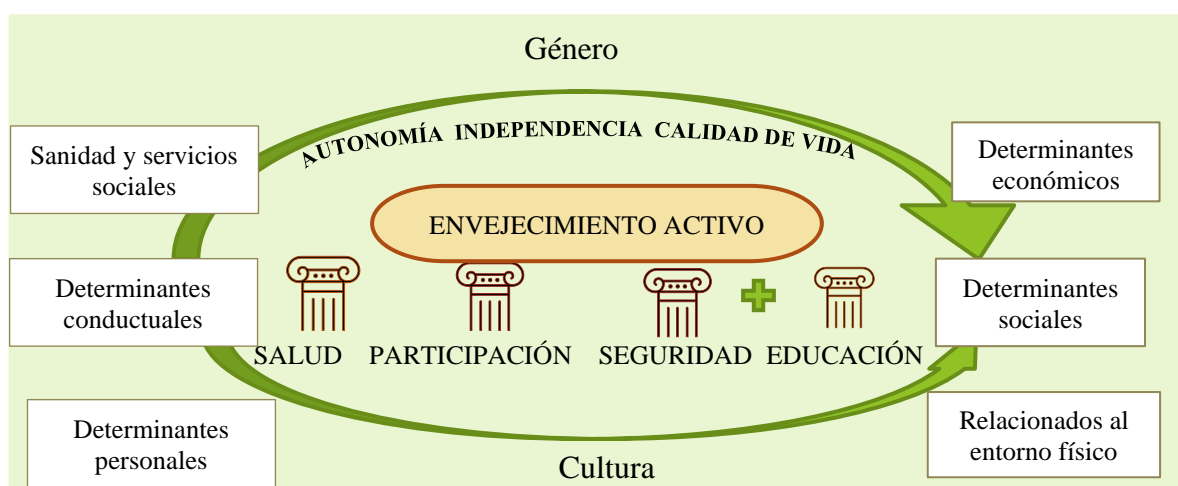 Género
AUTONOMÍA INDEPENDENCIA CALIDAD DE VIDA
Sanidad y servicios
sociales
Determinantes
económicos
ENVEJECIMIENTO ACTIVO
Determinantes
conductuales
Determinantes
sociales
SALUD PARTICIPACIÓN SEGURIDAD EDUCACIÓN
Determinantes
personales
Relacionados al
entorno físico
Cultura